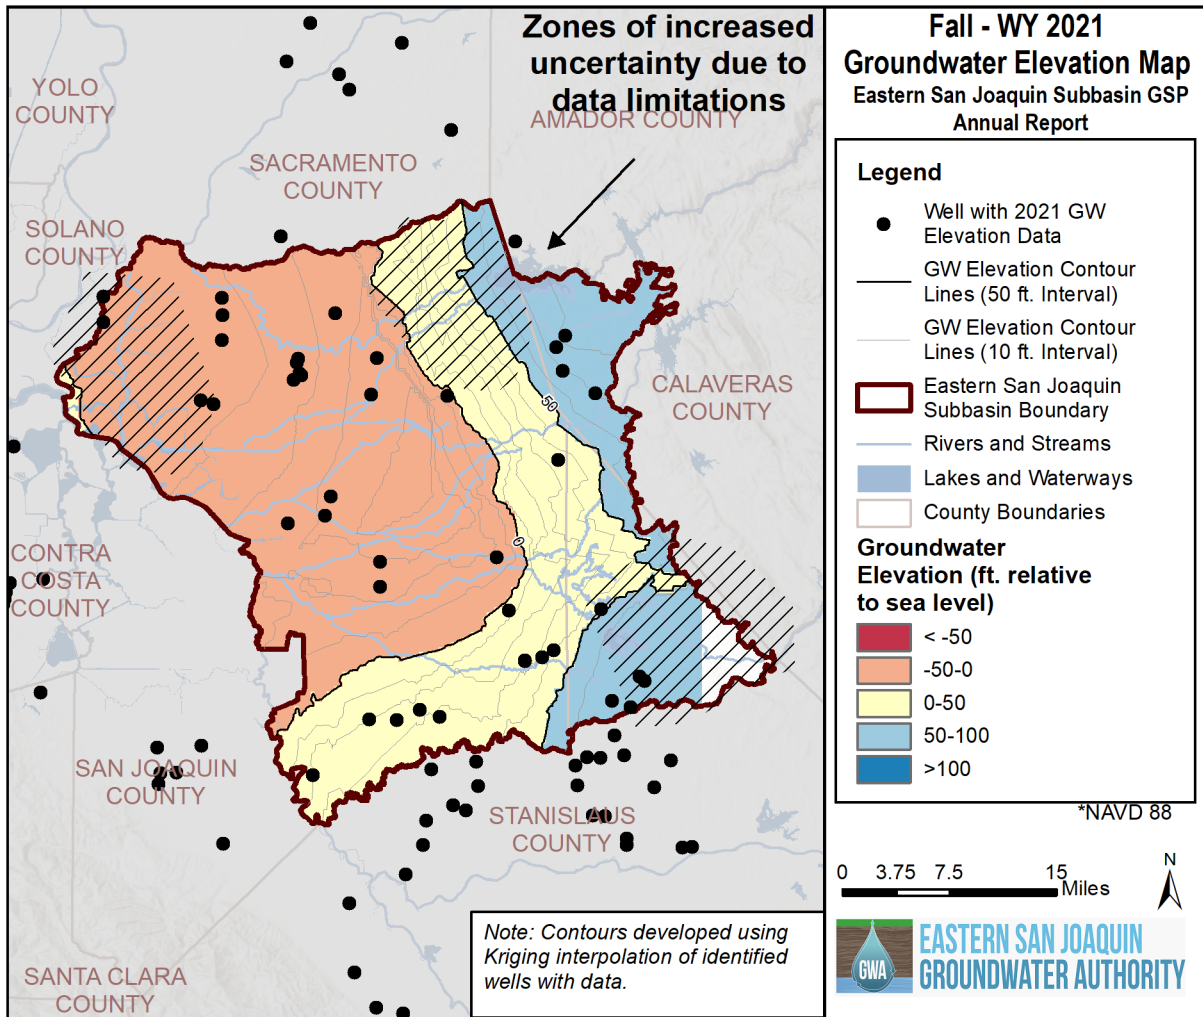 Zones of increased
uncertainty due to
data limitations
YOLO
COUNTY
AMADOR COUNTY
SACRAMENTO
COUNTY
SOLANO
COUNTY
CALAVERAS
COUNTY
50
0
CONTRA
COSTA
COUNTY
SAN JOAQUIN
COUNTY
STANISLAUS
COUNTY
SANTA CLARA
COUNTY
Note: Contours developed using
Kriging interpolation of identified
wells with data.
Fall - WY 2021
Groundwater Elevation Map
Eastern San Joaquin Subbasin GSP
Annual Report
Legend
Well with 2021 GW
Elevation Data
GW Elevation Contour
Lines (50 ft. Interval)
GW Elevation Contour
Lines (10 ft. Interval)
Eastern San Joaquin
Subbasin Boundary
Rivers and Streams
Lakes and Waterways
County Boundaries
Groundwater
Elevation (ft. relative
to sea level)
< -50
-50-0
0-50
50-100
>100
*NAVD 88
0 3.75 7.5 15
Miles
N
GWA
EASTERN SAN JOAQUIN
GROUNDWATER AUTHORITY